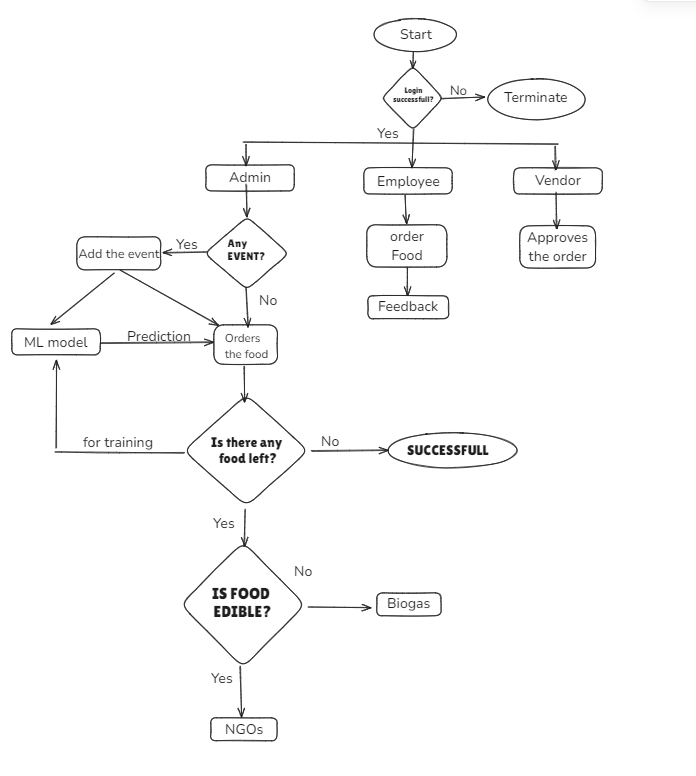 Start
Login
successfull?
No
Terminate
Yes
Admin
Employee
Vendor
Any
EVENT?
Yes
Add the event
order
Food
Approves
the order
No
Feedback
ML model
Prediction
Orders
the food
for training
Is there any
food left?
No
SUCCESSFULL
Yes
No
IS FOOD
EDIBLE?
Biogas
Yes
NGOs